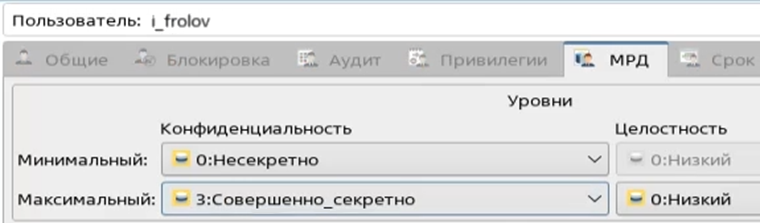 Пользователь: i_frolov
Общие Блокировка Аудит Привилегии МРД Срок
Уровни
Конфиденциальность Целостность
Минимальный: 0:Несекретно 0:Низкий
Максимальный: 3:Совершенно_секретно 0:Низкий